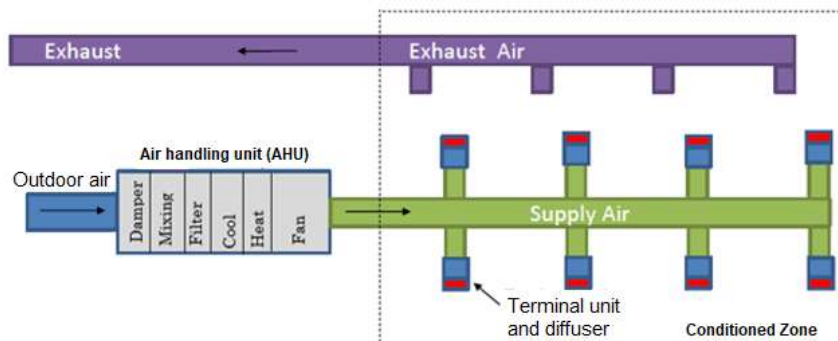 Exhaust
Exhaust Air
Air handling unit (AHU)
Outdoor air
Damper
Mixing
Filter
Cool
Heat
Fan
Supply Air
Terminal unit
and diffuser
Conditioned Zone